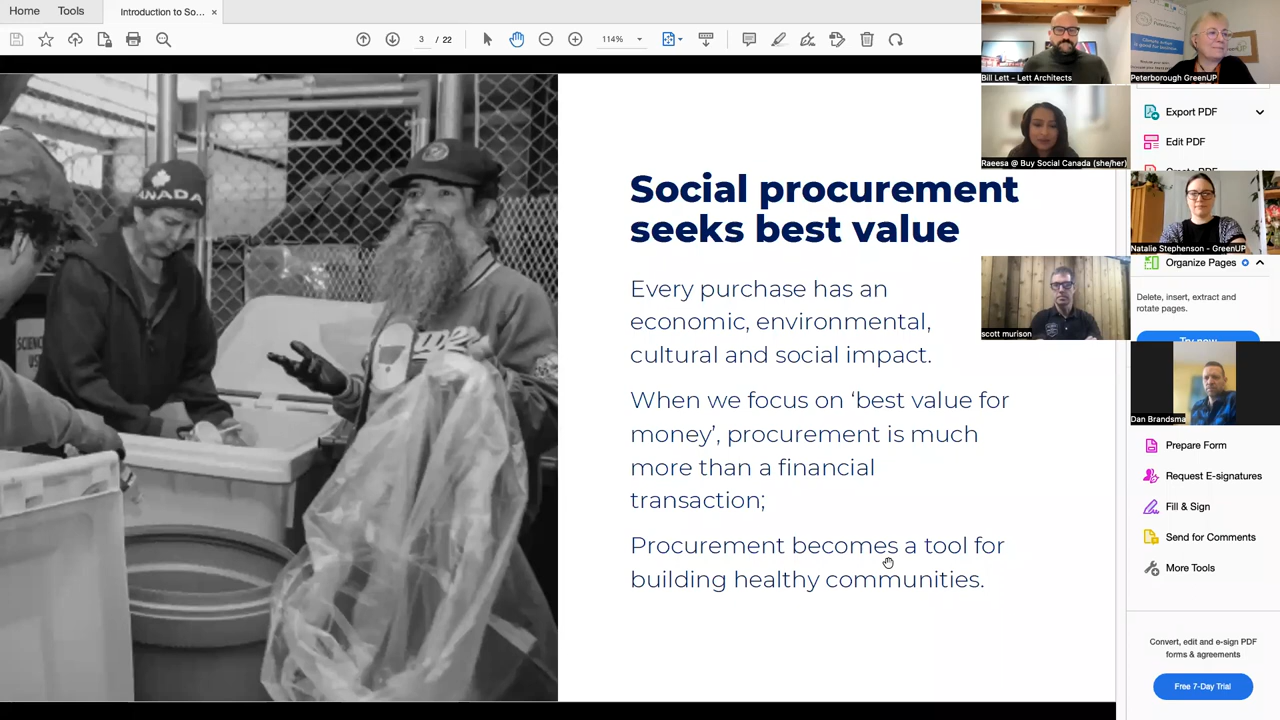 Home
Tools
Introduction to So...
3 / 22
114%
Bill Lett - Lett Architects
Peterborough GreenUP
Export PDF
Edit PDF
Raeesa @ Buy Social Canada (she/her)
Natalie Stephenson - GreenUP
Organize Pages
Delete, insert, extract and
rotate pages.
Try now
scott murison
Dan Brandsma
Prepare Form
Request E-signatures
Fill & Sign
Send for Comments
More Tools
Convert, edit and e-sign PDF
forms & agreements
Free 7-Day Trial
CANADA
Social procurement
seeks best value
Every purchase has an
economic, environmental,
cultural and social impact.
When we focus on ‘best value for
money’, procurement is much
more than a financial
transaction;
Procurement becomes a tool for
building healthy communities.